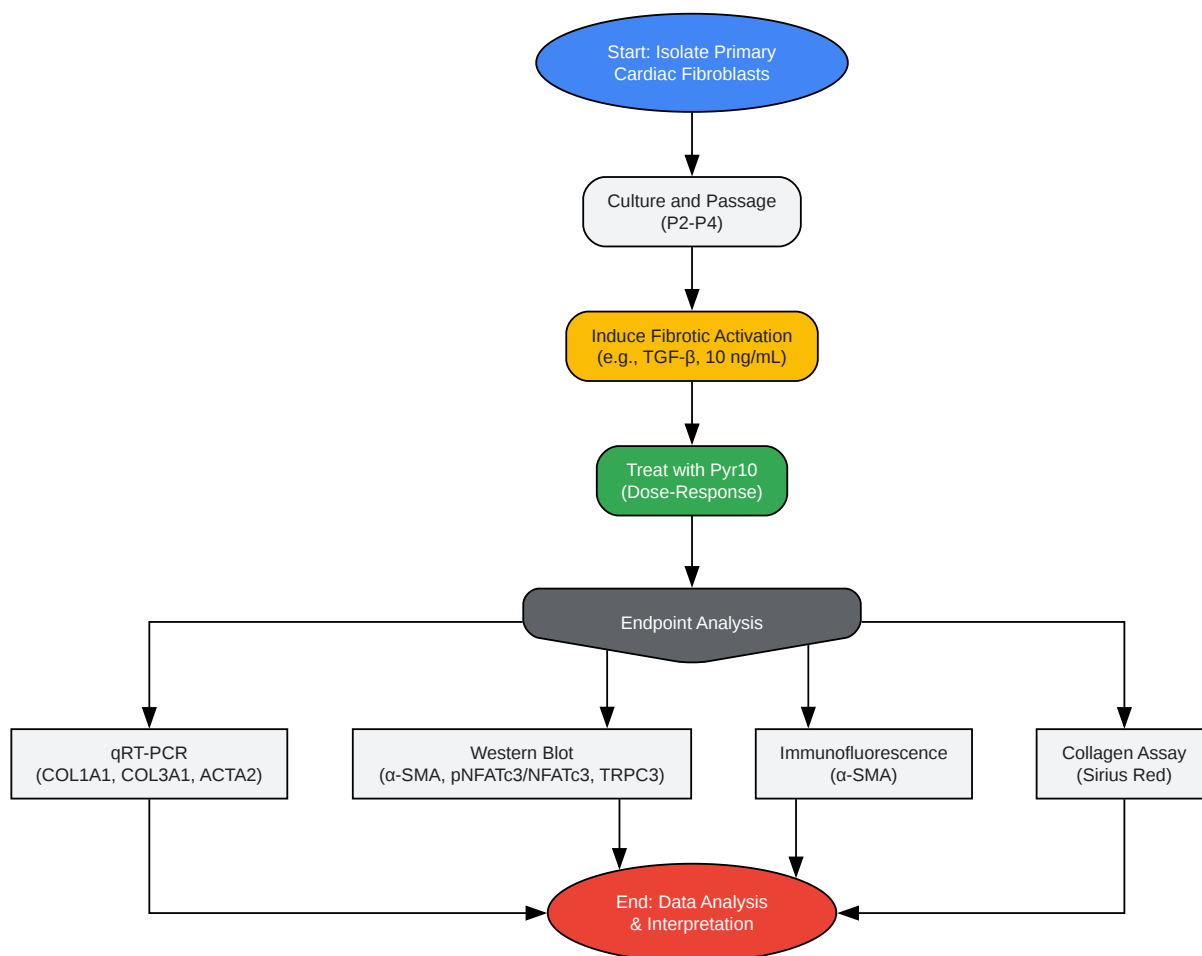 Start: Isolate Primary
Cardiac Fibroblasts
Culture and Passage
(P2-P4)
Induce Fibrotic Activation
(e.g., TGF-β, 10 ng/mL)
Treat with Pyr10
(Dose-Response)
Endpoint Analysis
qRT-PCR
(COL1A1, COL3A1, ACTA2)
Western Blot
(α-SMA, pNFATc3/NFATc3, TRPC3)
Immunofluorescence
(α-SMA)
Collagen Assay
(Sirius Red)
End: Data Analysis
& Interpretation